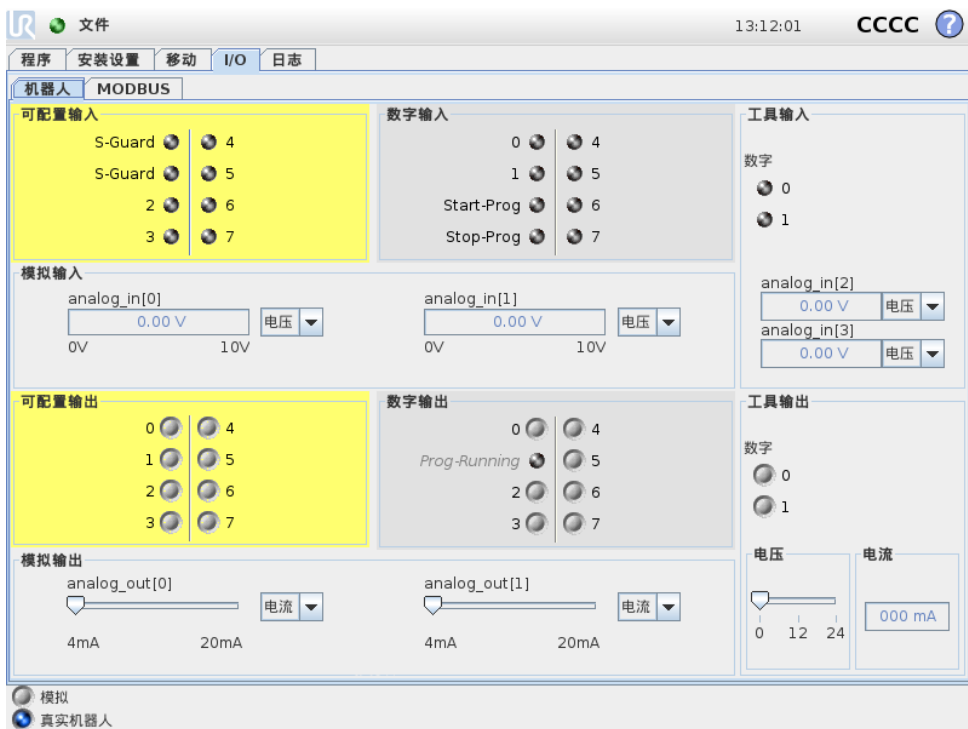 UR 文件 13:12:01 CCCC ?
程序 安装设置 移动 I/O 日志
机器人 MODBUS
可配置输入
S-Guard 4
S-Guard 5
2 6
3 7
数字输入
0 4
1 5
Start-Prog 6
Stop-Prog 7
工具输入
数字
0
1
analog_in[2]
0.00 V 电压
analog_in[3]
0.00 V 电压
模拟输入
analog_in[0]
0.00 V 电压
0V 10V
analog_in[1]
0.00 V 电压
0V 10V
可配置输出
0 4
1 5
2 6
3 7
数字输出
0 4
Prog-Running 5
2 6
3 7
工具输出
数字
0
1
电压
0 12 24
电流
000 mA
模拟输出
analog_out[0]
电流
4mA 20mA
analog_out[1]
电流
4mA 20mA
模拟
真实机器人